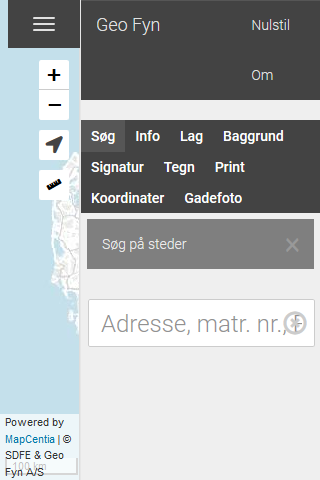 Geo Fyn
Nulstil
Om
+
−
Søg Info Lag Baggrund
Signatur Tegn Print
Koordinater Gadefoto
Søg på steder
×
Adresse, matr. nr.,
Powered by
MapCentia | ©
SDFE & Geo
Fyn A/S
100 km